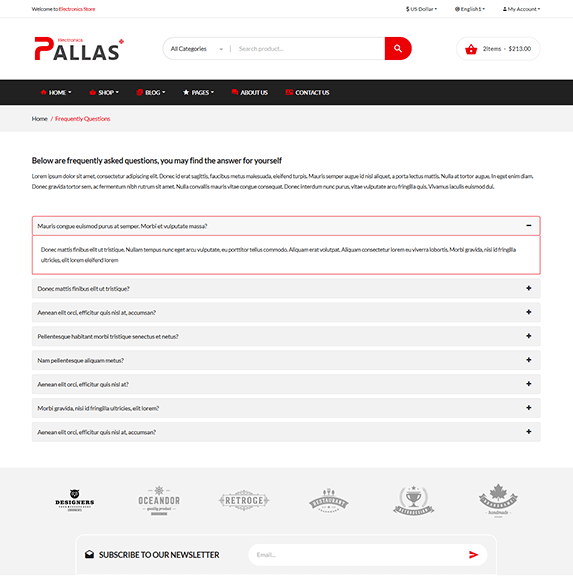 Welcome to Electronics Store
$ US Dollar
English1
My Account
Electronics
PALLAS
All Categories
Search product...
2Items - $213.00
HOME
SHOP
BLOG
PAGES
ABOUT US
CONTACT US
Home / Frequently Questions
Below are frequently asked questions, you may find the answer for yourself
Lorem ipsum dolor sit amet, consectetur adipiscing elit. Donec id erat sagittis, faucibus metus malesuada, eleifend turpis. Mauris semper augue id nisl aliquet, a porta lectus mattis. Nulla at tortor augue. In eget enim diam.
Donec gravida tortor sem, ac fermentum nibh rutrum sit amet. Nulla convallis mauris vitae congue consequat. Donec interdum nunc purus, vitae vulputate arcu fringilla quis. Vivamus iaculis euismod dui.
Mauris congue euismod purus at semper. Morbi et vulputate massa?
Donec mattis finibus elit ut tristique. Nullam tempus nunc eget arcu vulputate, eu porttitor tellus commodo. Aliquam erat volutpat. Aliquam consectetur lorem eu viverra lobortis. Morbi gravida, nisi id fringilla
ultricies, elit lorem eleifend lorem
Donec mattis finibus elit ut tristique?
Aenean elit orci, efficitur quis nisl at, accumsan?
Pellentesque habitant morbi tristique senectus et netus?
Nam pellentesque aliquam metus?
Aenean elit orci, efficitur quis nisl at?
Morbi gravida, nisi id fringilla ultricies, elit lorem?
Aenean elit orci, efficitur quis nisl at, accumsan?
DESIGNERS
OCEANDOR
quality product
RETROGE
RESTAURANT
handmade
SUBSCRIBE TO OUR NEWSLETTER
Email...